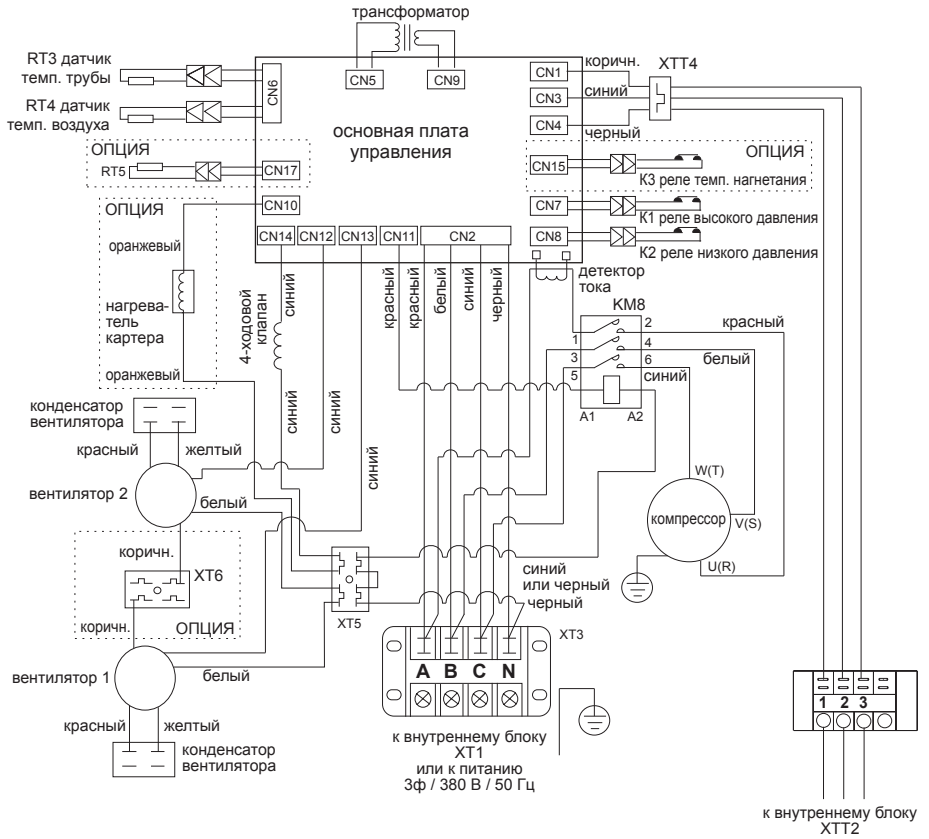 трансформатор
RT3 датчик
темп. трубы
RT4 датчик
темп. воздуха
CN6
CN5
CN9
CN1
CN3
CN4
коричн.
синий
черный
XTT4
основная плата
управления
ОПЦИЯ
RT5
CN17
CN15
ОПЦИЯ
К3 реле темп. нагнетания
CN7
К1 реле высокого давления
CN8
К2 реле низкого давления
ОПЦИЯ
CN10
CN14
CN12
CN13
CN11
CN2
оранжевый
нагрева-
тель
картера
оранжевый
4-ходовой
клапан
синий
синий
синий
синий
красный
красный
белый
синий
черный
детектор
тока
KM8
1
3
5
2
4
6
A1
A2
красный
белый
синий
W(T)
V(S)
U(R)
компрессор
конденсатор
вентилятора
красный
желтый
вентилятор 2
белый
коричн.
XT6
коричн.
ОПЦИЯ
вентилятор 1
белый
красный
желтый
конденсатор
вентилятора
XT5
синий
или черный
черный
XT3
A B C N
к внутреннему блоку
XT1
или к питанию
3ф / 380 В / 50 Гц
1 2 3
к внутреннему блоку
XTT2